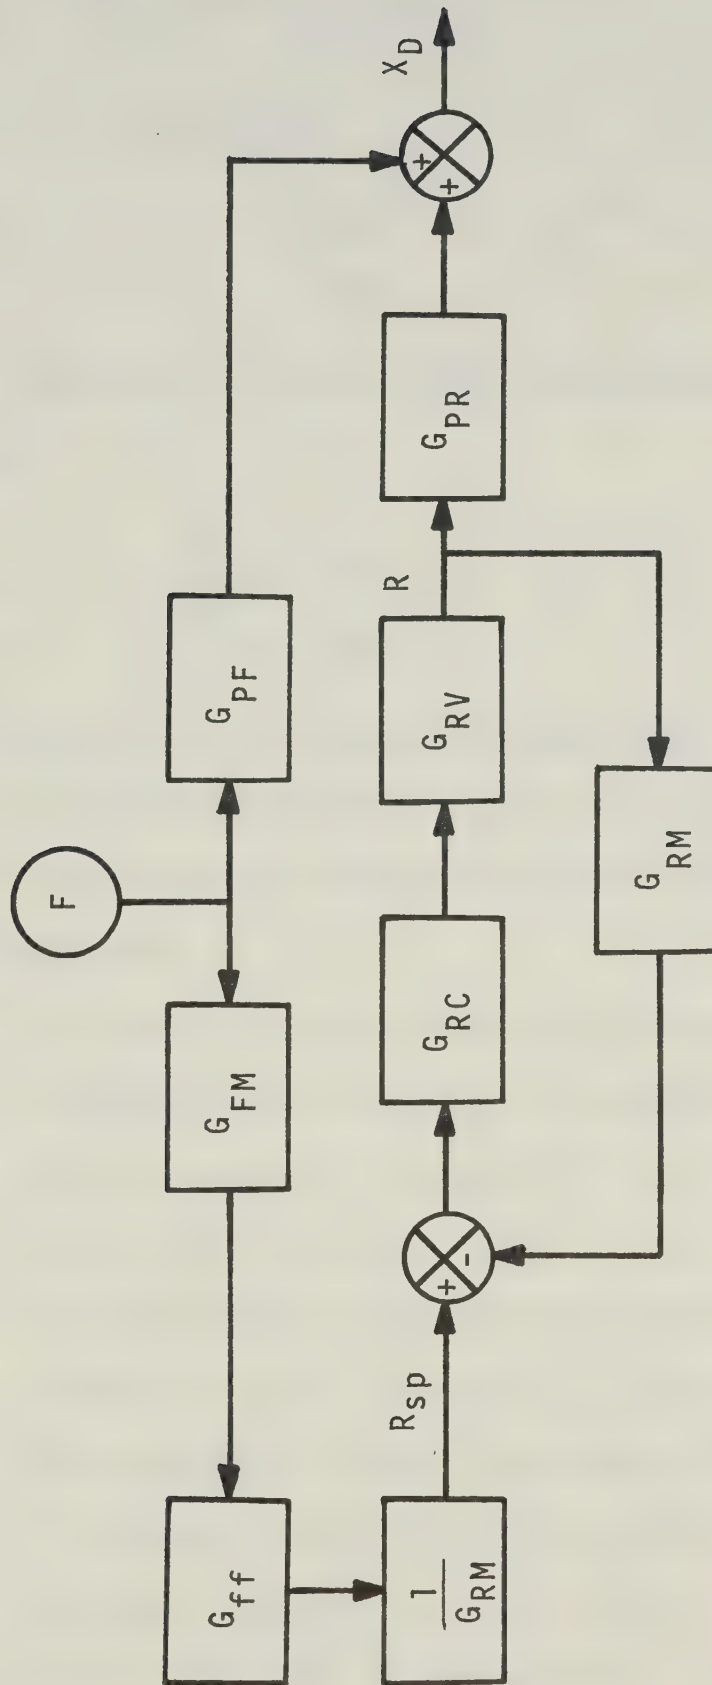 F
G_FM
G_PF
G_ff
X_D
+
+
1
G_RM
R_sp
+
-
G_RC
G_RV
R
G_PR
G_RM